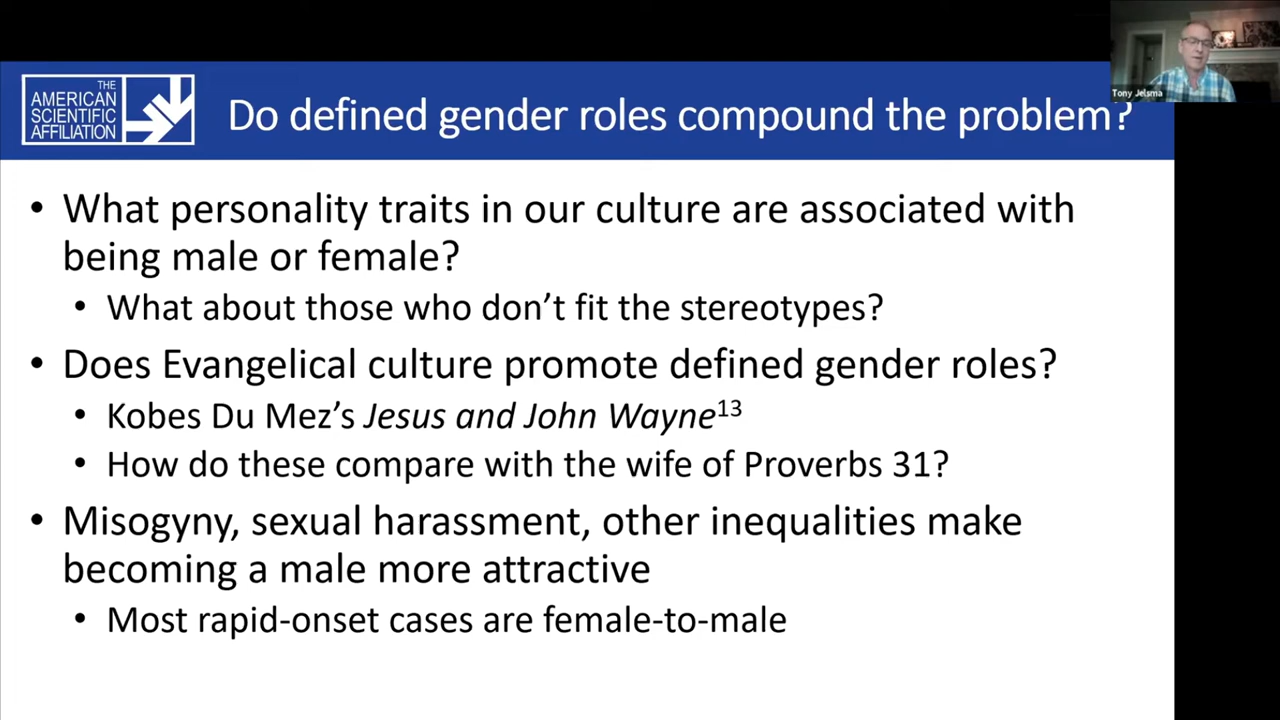 THE
AMERICAN
SCIENTIFIC
AFFILIATION
Do defined gender roles compound the problem?
Tony Jelsma
• What personality traits in our culture are associated with
being male or female?
• What about those who don’t fit the stereotypes?
• Does Evangelical culture promote defined gender roles?
• Kobes Du Mez’s Jesus and John Wayne¹³
• How do these compare with the wife of Proverbs 31?
• Misogyny, sexual harassment, other inequalities make
becoming a male more attractive
• Most rapid-onset cases are female-to-male